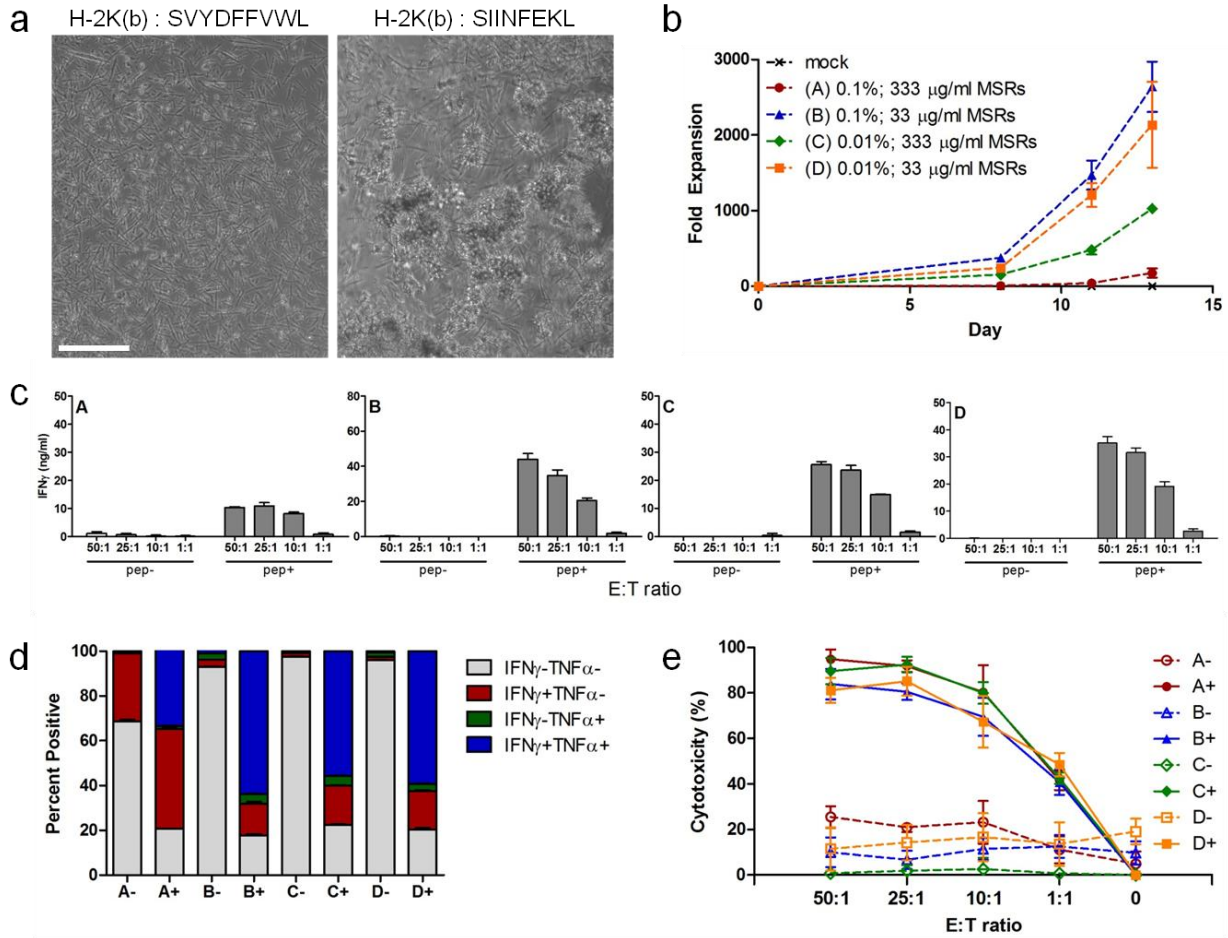 a
H-2K(b) : SVYDFFVWL
H-2K(b) : SIINFEKL
b
Fold Expansion
3000
2000
1000
0
0
5
10
15
Day
mock
(A) 0.1%; 333 μg/ml MSRs
(B) 0.1%; 33 μg/ml MSRs
(C) 0.01%; 333 μg/ml MSRs
(D) 0.01%; 33 μg/ml MSRs
c
A
IFNγ (ng/ml)
50
40
30
20
10
0
50:1 25:1 10:1 1:1
pep-
50:1 25:1 10:1 1:1
pep+
B
80
60
40
20
0
50:1 25:1 10:1 1:1
pep-
50:1 25:1 10:1 1:1
pep+
C
50
40
30
20
10
0
50:1 25:1 10:1 1:1
pep-
50:1 25:1 10:1 1:1
pep+
D
50
40
30
20
10
0
50:1 25:1 10:1 1:1
pep-
50:1 25:1 10:1 1:1
pep+
E:T ratio
d
Percent Positive
100
80
60
40
20
0
A- A+ B- B+ C- C+ D- D+
IFNγ-TNFα-
IFNγ+TNFα-
IFNγ-TNFα+
IFNγ+TNFα+
e
Cytotoxicity (%)
100
80
60
40
20
0
50:1 25:1 10:1 1:1 0
E:T ratio
A-
A+
B-
B+
C-
C+
D-
D+